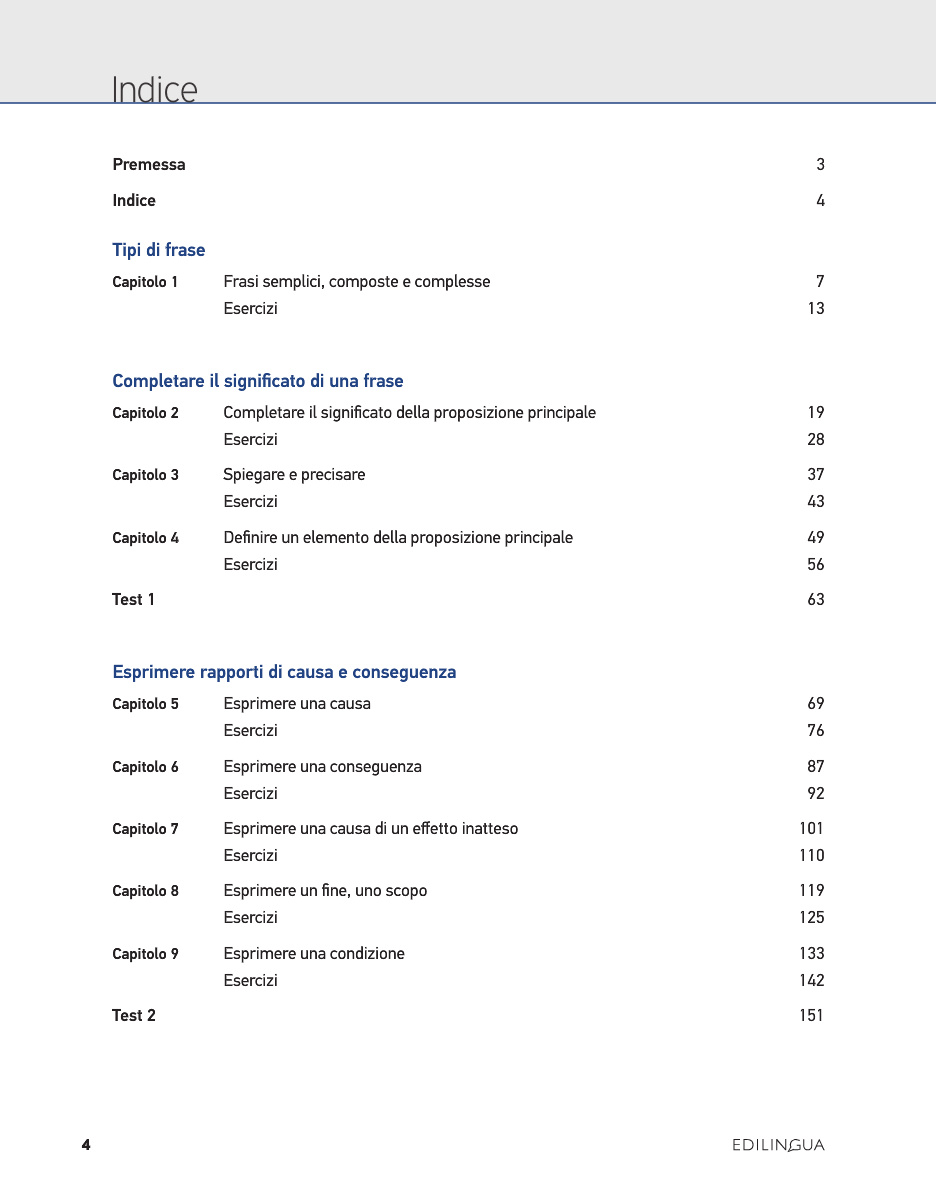 Indice
Premessa 3
Indice 4
Tipi di frase
Capitolo 1 Frasi semplici, composte e complesse 7
Esercizi 13
Completare il significato di una frase
Capitolo 2 Completare il significato della proposizione principale 19
Esercizi 28
Capitolo 3 Spiegare e precisare 37
Esercizi 43
Capitolo 4 Definire un elemento della proposizione principale 49
Esercizi 56
Test 1 63
Esprimere rapporti di causa e conseguenza
Capitolo 5 Esprimere una causa 69
Esercizi 76
Capitolo 6 Esprimere una conseguenza 87
Esercizi 92
Capitolo 7 Esprimere una causa di un effetto inatteso 101
Esercizi 110
Capitolo 8 Esprimere un fine, uno scopo 119
Esercizi 125
Capitolo 9 Esprimere una condizione 133
Esercizi 142
Test 2 151
4 EDILINGUA